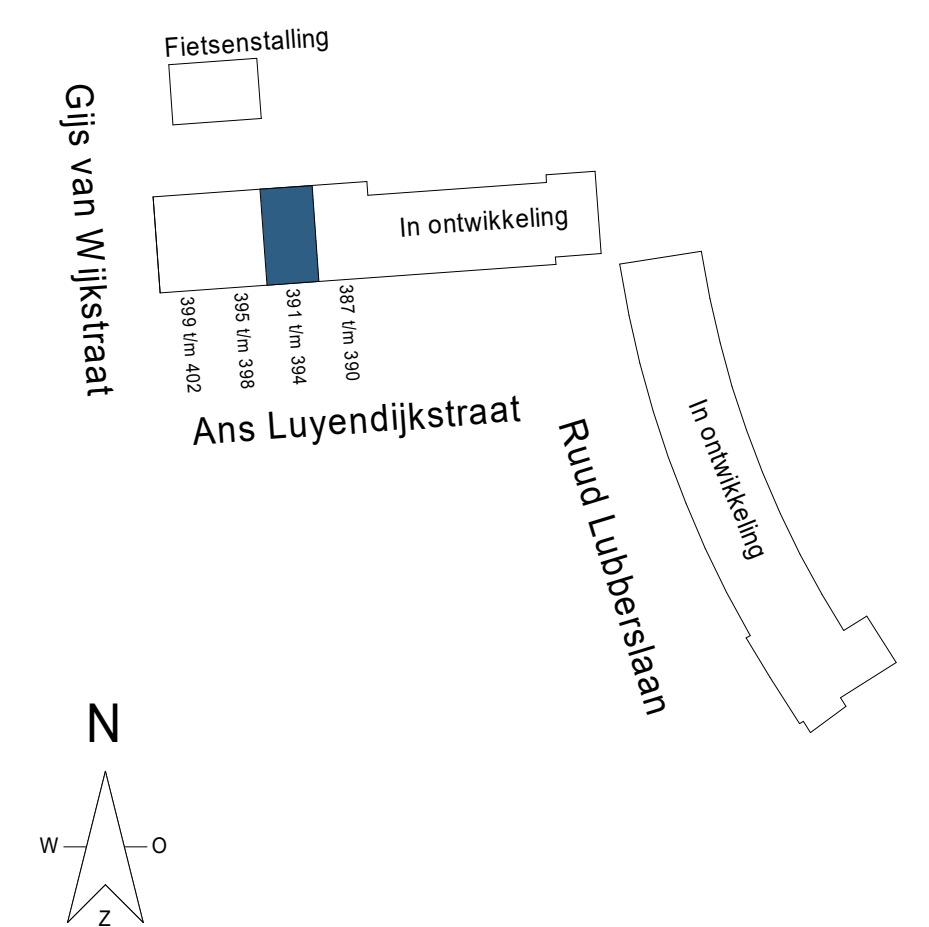 Fietsenstalling
Gijs van Wijkstraat
In ontwikkeling
399 t/m 402
395 t/m 398
391 t/m 394
387 t/m 390
Ans Luyendijkstraat
Ruud Lubberslaan
In ontwikkeling
N
W
O
Z